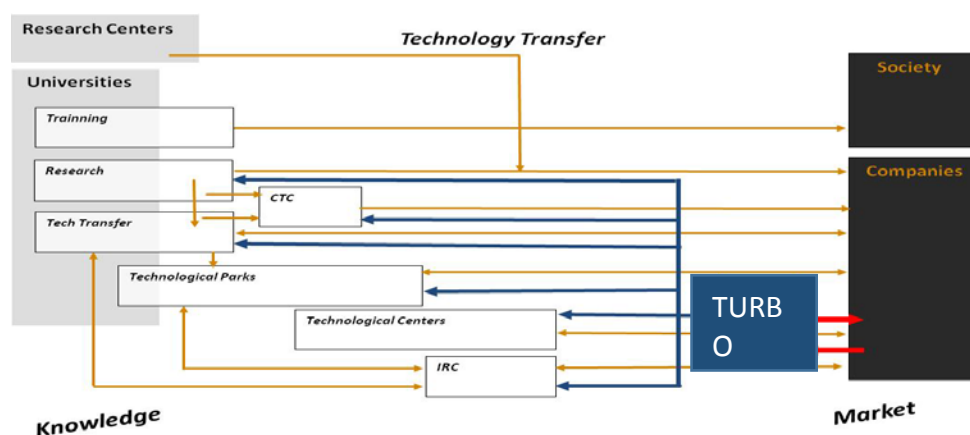 Research Centers
Technology Transfer
Society
Universities
Trainning
Research
Companies
CTC
Tech Transfer
Technological Parks
TURB
O
Technological Centers
IRC
Knowledge
Market